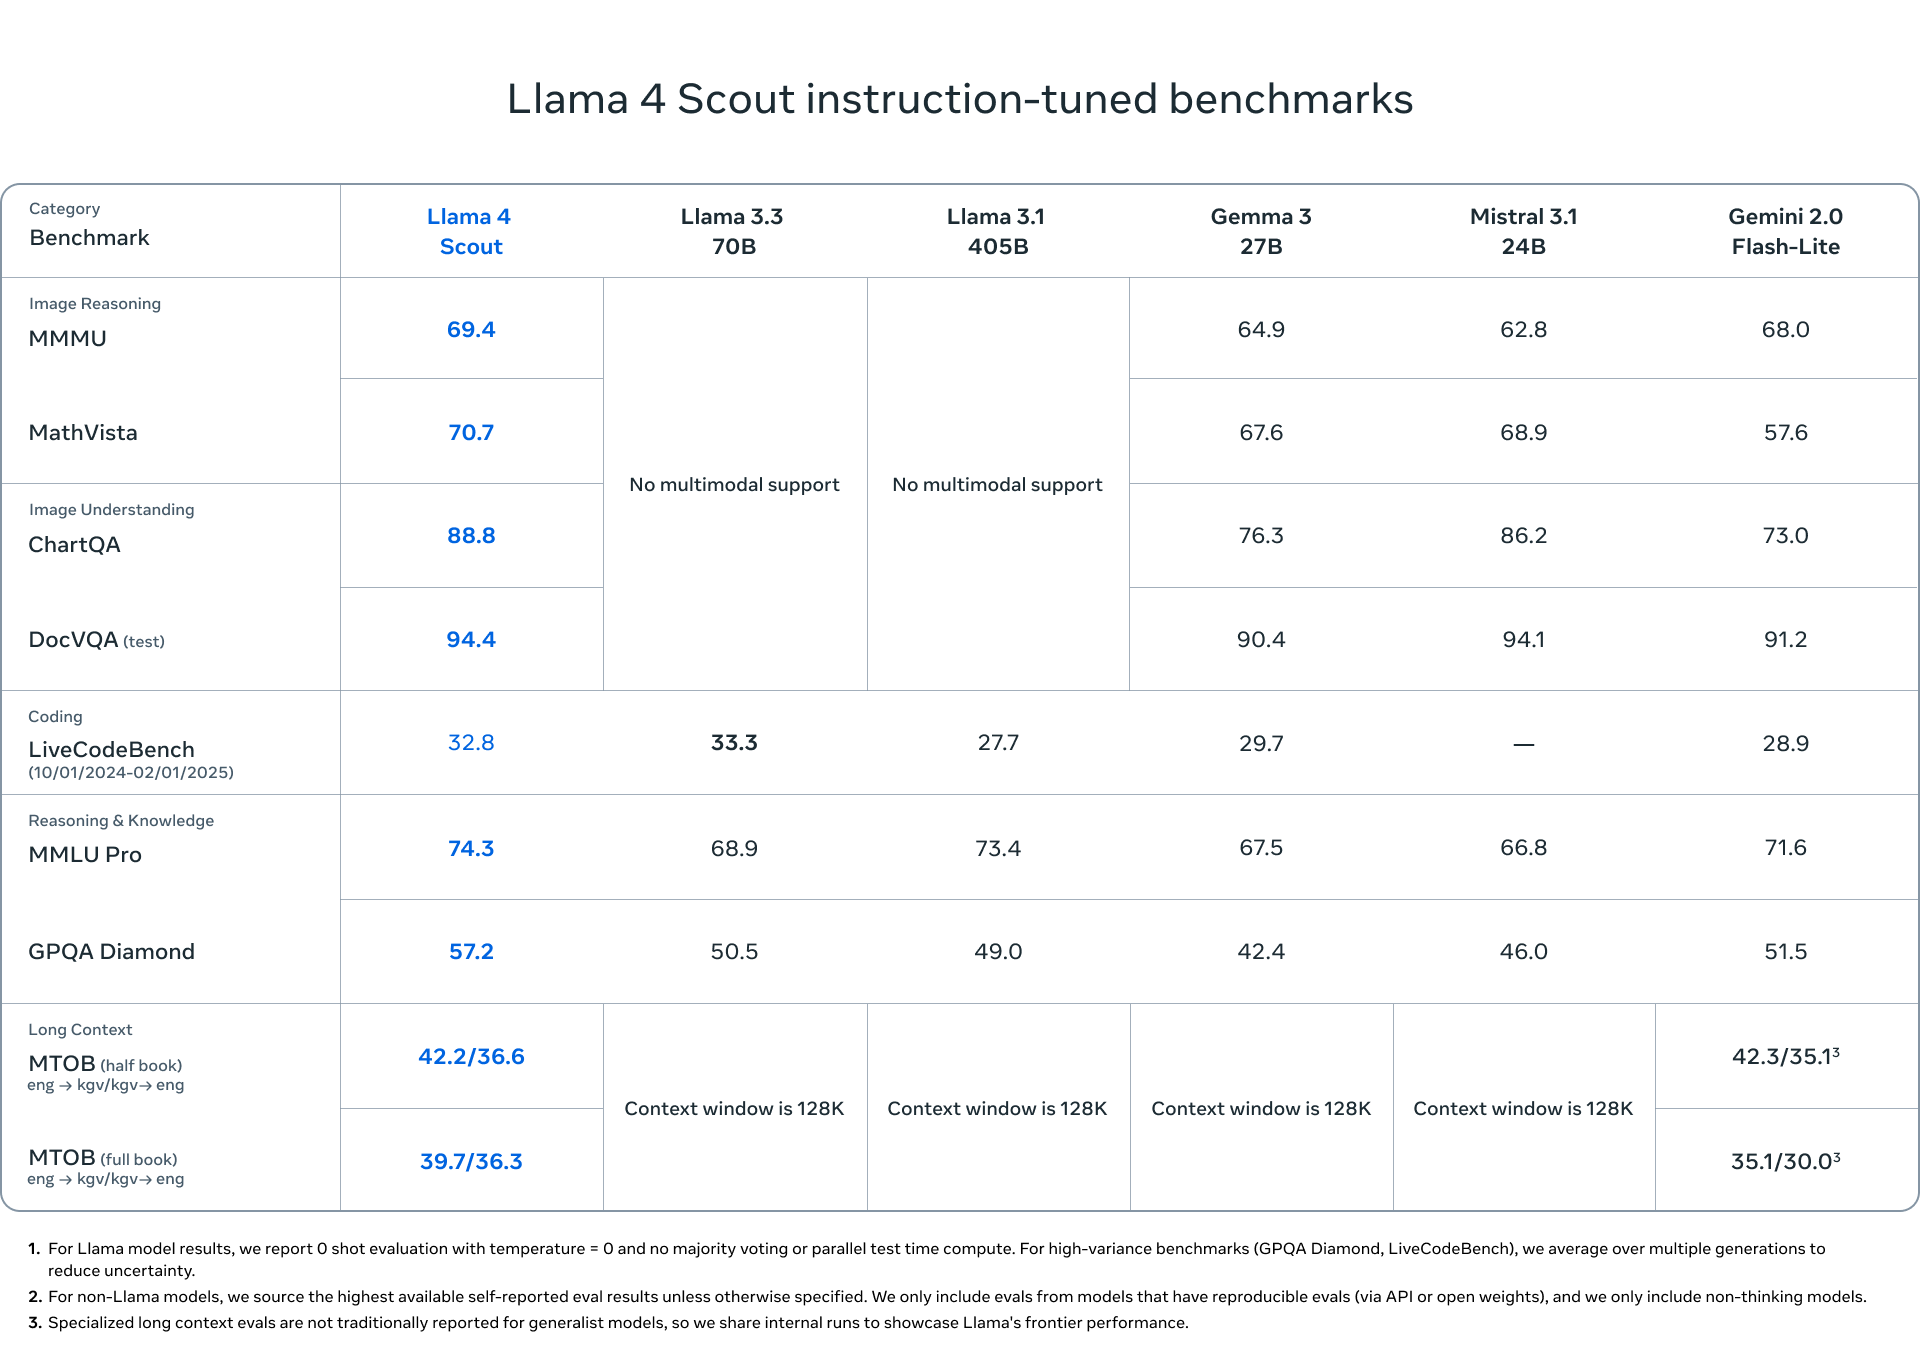 Llama 4 Scout instruction-tuned benchmarks
Category
Benchmark
Llama 4
Scout
Llama 3.3
70B
Llama 3.1
405B
Gemma 3
27B
Mistral 3.1
24B
Gemini 2.0
Flash-Lite
Image Reasoning
MMMU
69.4
64.9
62.8
68.0
MathVista
70.7
67.6
68.9
57.6
No multimodal support
No multimodal support
Image Understanding
ChartQA
88.8
76.3
86.2
73.0
DocVQA (test)
94.4
90.4
94.1
91.2
Coding
LiveCodeBench
(10/01/2024-02/01/2025)
32.8
33.3
27.7
29.7
—
28.9
Reasoning & Knowledge
MMLU Pro
74.3
68.9
73.4
67.5
66.8
71.6
GPQA Diamond
57.2
50.5
49.0
42.4
46.0
51.5
Long Context
MTOB (half book)
eng → kgv/kgv→ eng
42.2/36.6
Context window is 128K
Context window is 128K
Context window is 128K
Context window is 128K
42.3/35.1³
MTOB (full book)
eng → kgv/kgv→ eng
39.7/36.3
35.1/30.0³
1. For Llama model results, we report 0 shot evaluation with temperature = 0 and no majority voting or parallel test time compute. For high-variance benchmarks (GPQA Diamond, LiveCodeBench), we average over multiple generations to
reduce uncertainty.
2. For non-Llama models, we source the highest available self-reported eval results unless otherwise specified. We only include evals from models that have reproducible evals (via API or open weights), and we only include non-thinking models.
3. Specialized long context evals are not traditionally reported for generalist models, so we share internal runs to showcase Llama's frontier performance.